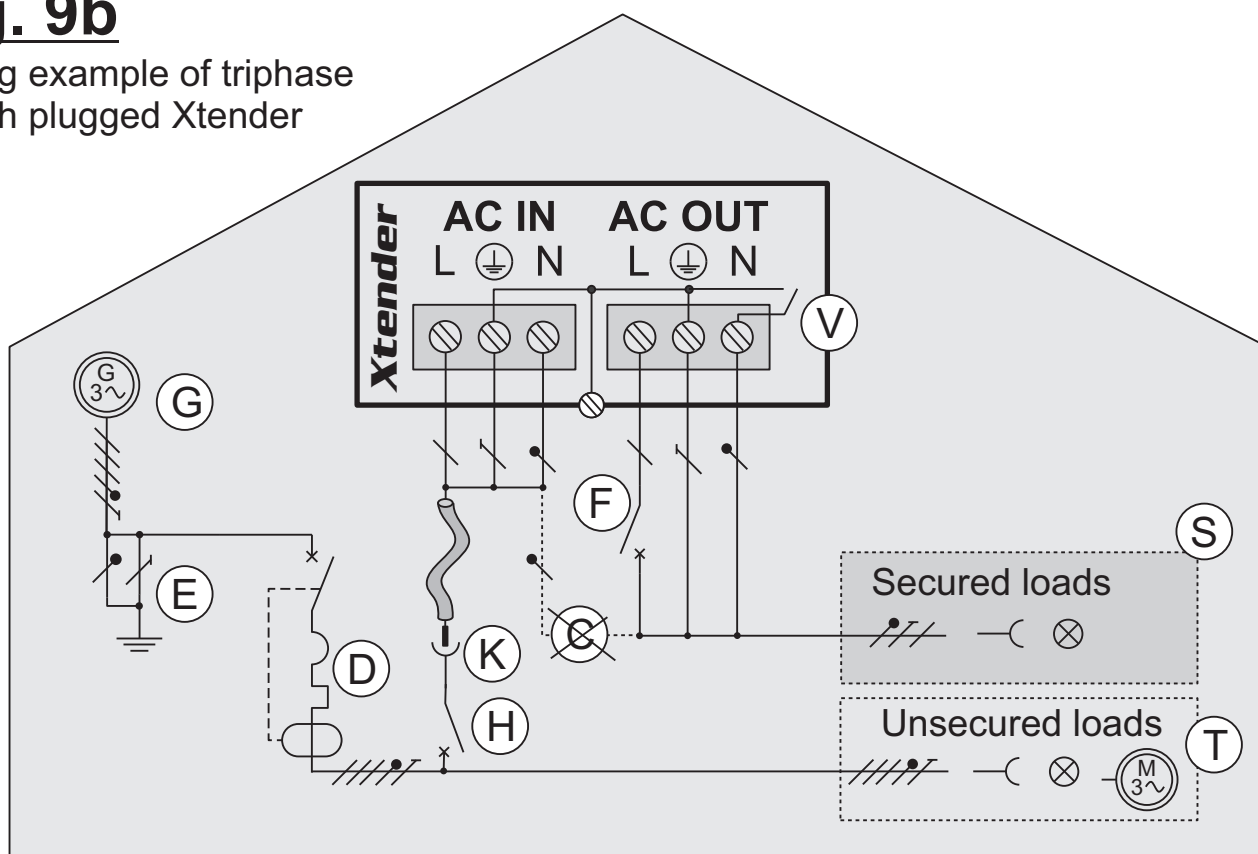 g. 9b
g example of triphase
h plugged Xtender
Xtender
AC IN AC OUT
L N L N
V
G
3~
G
F
S
Secured loads
E
C
D
K
H
Unsecured loads
T
M
3~